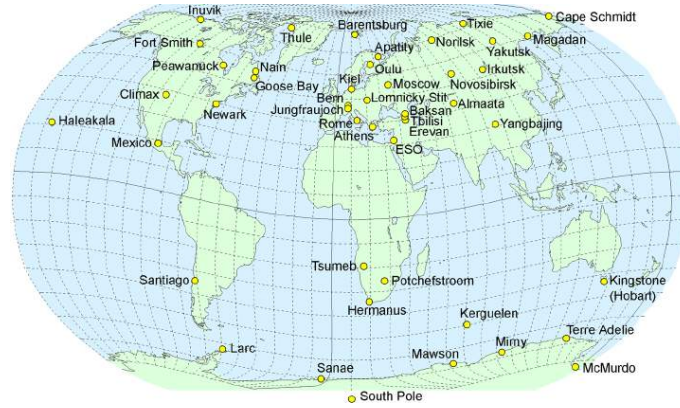 Inuvik
Thule
Barentsburg
Tixie
Cape Schmidt
Fort Smith
Apatity
Norilsk
Yakutsk
Magadan
Peawanuck
Nain
Oulu
Irkutsk
Goose Bay
Kiel
Moscow
Novosibirsk
Climax
Bern
Lomnicky Stit
Almaata
Newark
Jungfraujoch
Baksan
Haleakala
Rome
Tbilisi
Yangbajing
Athens
Erevan
Mexico
ESO
Tsumeb
Santiago
Potchefstroom
Kingstone
(Hobart)
Hermanus
Kerguelen
Terre Adelie
Larc
Mirny
Mawson
McMurdo
Sanae
South Pole